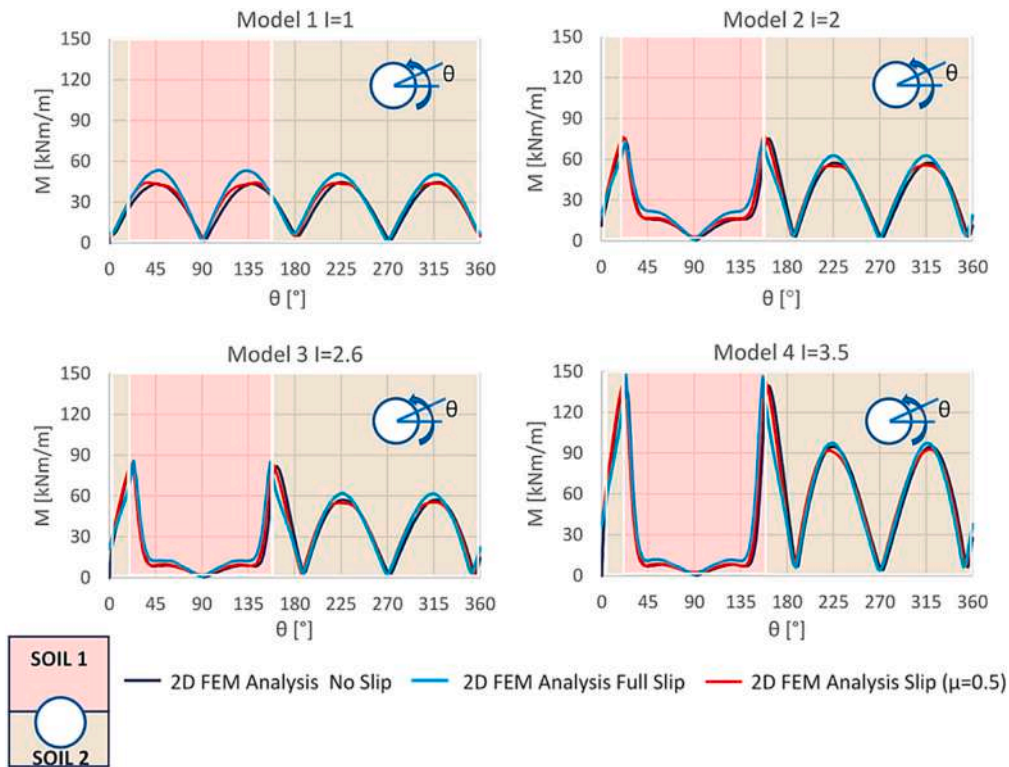 Model 1 I=1
M [kNm/m]
150
120
90
60
30
0
θ
0 45 90 135 180 225 270 315 360
θ [°]
Model 2 I=2
M [kNm/m]
150
120
90
60
30
0
θ
0 45 90 135 180 225 270 315 360
θ [°]
Model 3 I=2.6
M [kNm/m]
150
120
90
60
30
0
θ
0 45 90 135 180 225 270 315 360
θ [°]
Model 4 I=3.5
M [kNm/m]
150
120
90
60
30
0
θ
0 45 90 135 180 225 270 315 360
θ [°]
SOIL 1
SOIL 2
2D FEM Analysis No Slip 2D FEM Analysis Full Slip 2D FEM Analysis Slip (μ=0.5)